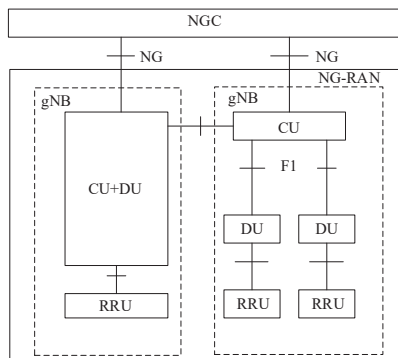 NGC
NG
NG
NG-RAN
gNB
gNB
CU
CU+DU
F1
DU
DU
RRU
RRU
RRU